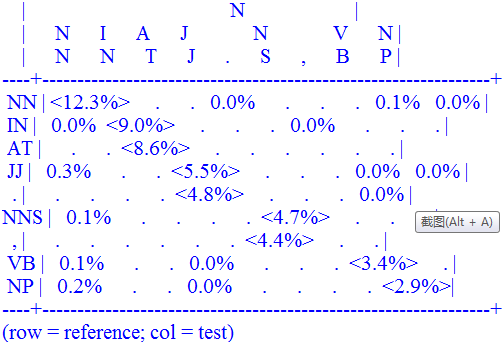 | N |
| N I A J N V N|
| N N T J . S , B P|
----+----------------------------------------------------------------+
NN| <12.3%> . . 0.0% . . . 0.1% 0.0%|
IN| 0.0% <9.0%> . . . 0.0% . . .|
AT| . . <8.6%> . . . . . .|
JJ| 0.3% . . <5.5%> . . . 0.0% 0.0%|
.| . . . . <4.8%> . . 0.0%|
NNS| 0.1% . . . . <4.7%> . .
截图(Alt + A)
,| . . . . . . <4.4%> . .|
VB| 0.1% . . 0.0% . . . <3.4%> .|
NP| 0.2% . . 0.0% . . . . <2.9%>|
----+----------------------------------------------------------------+
(row = reference; col = test)